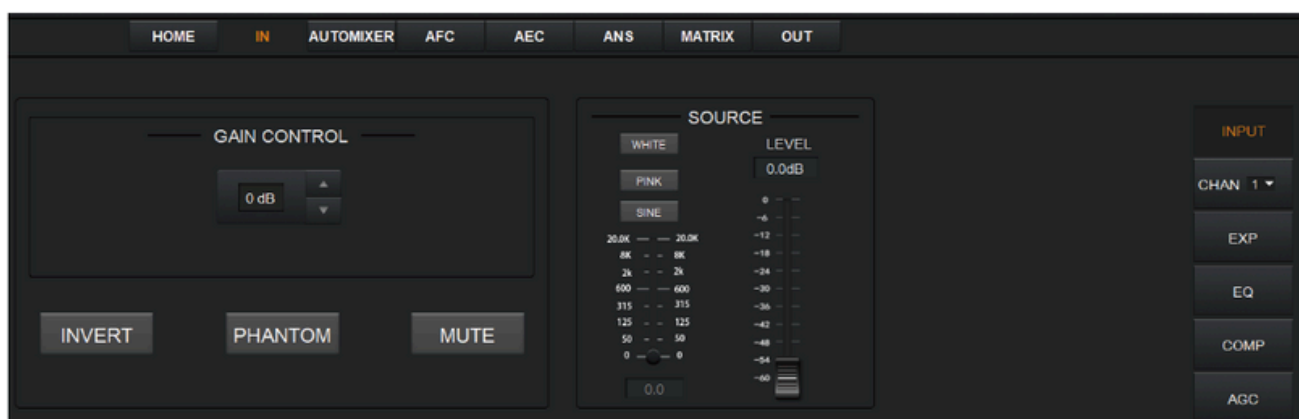 HOME IN AUTOMIXER AFC AEC ANS MATRIX OUT
GAIN CONTROL
0 dB
INVERT PHANTOM MUTE
SOURCE
WHITE
PINK
SINE
20.0K 20.0K
8K 8K
2k 2k
600 600
315 315
125 125
50 50
0 0
0.0
LEVEL
0.0dB
0
-6
-12
-18
-24
-30
-36
-42
-48
-54
-60
INPUT
CHAN 1
EXP
EQ
COMP
AGC